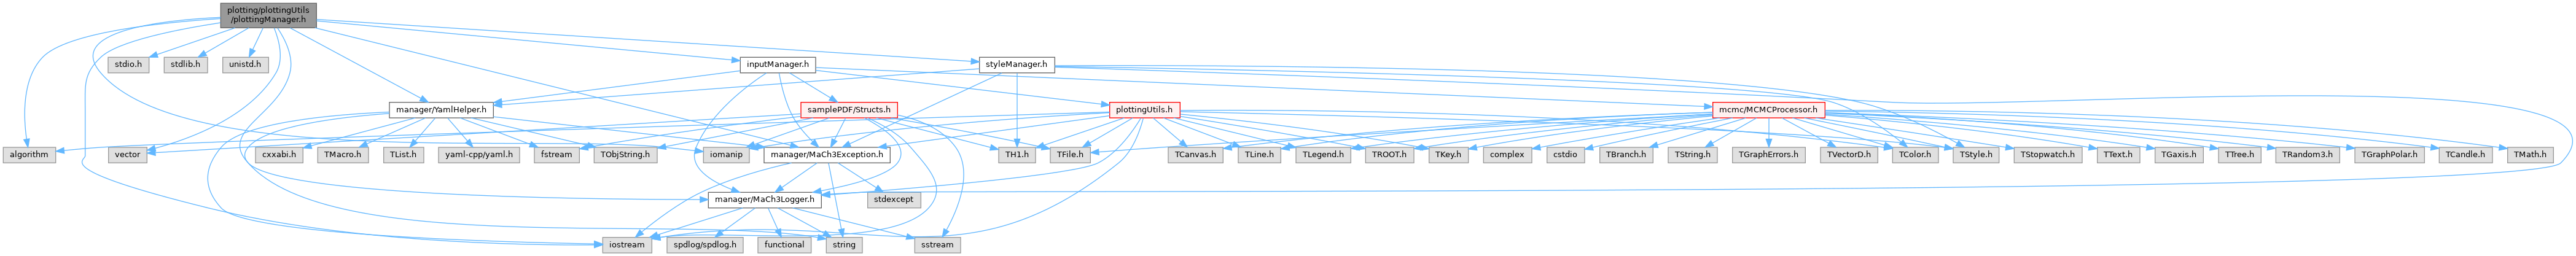 plotting/plottingUtils
/plottingManager.h
stdio.h
stdlib.h
unistd.h
inputManager.h
styleManager.h
manager/YamlHelper.h
samplePDF/Structs.h
plottingUtils.h
mcmc/MCMCProcessor.h
algorithm
vector
cxxabi.h
TMacro.h
TList.h
yaml-cpp/yaml.h
fstream
TObjString.h
iomanip
manager/MaCh3Exception.h
TH1.h
TFile.h
TCanvas.h
TLine.h
TLegend.h
TROOT.h
TKey.h
complex
cstdio
TBranch.h
TString.h
TGraphErrors.h
TVectorD.h
TColor.h
TStyle.h
TStopwatch.h
TText.h
TGaxis.h
TTree.h
TRandom3.h
TGraphPolar.h
TCandle.h
TMath.h
manager/MaCh3Logger.h
stdexcept
iostream
spdlog/spdlog.h
functional
string
sstream